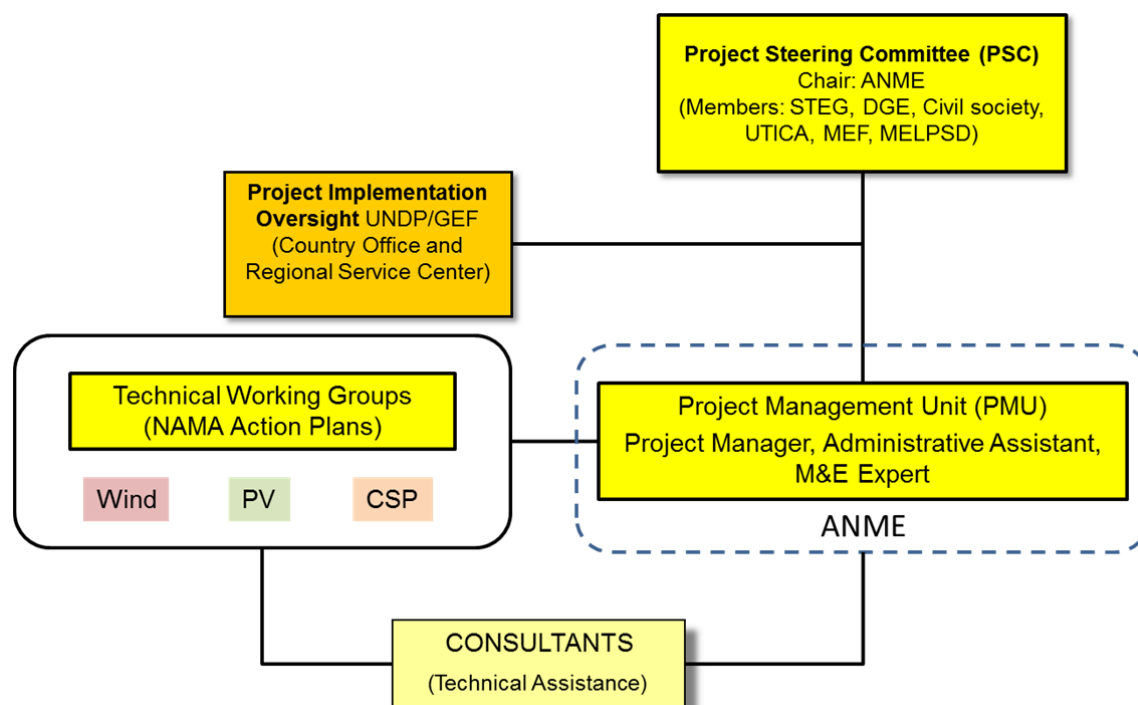 Project Steering Committee (PSC)
Chair: ANME
(Members: STEG, DGE, Civil society,
UTICA, MEF, MELPSD)
Project Implementation
Oversight UNDP/GEF
(Country Office and
Regional Service Center)
Technical Working Groups
(NAMA Action Plans)
Wind
PV
CSP
Project Management Unit (PMU)
Project Manager, Administrative Assistant,
M&E Expert
ANME
CONSULTANTS
(Technical Assistance)